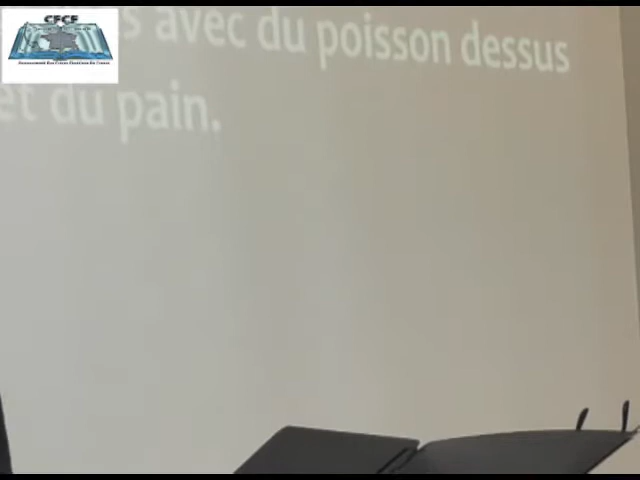 CFCF
s avec du poisson dessus
et du pain.